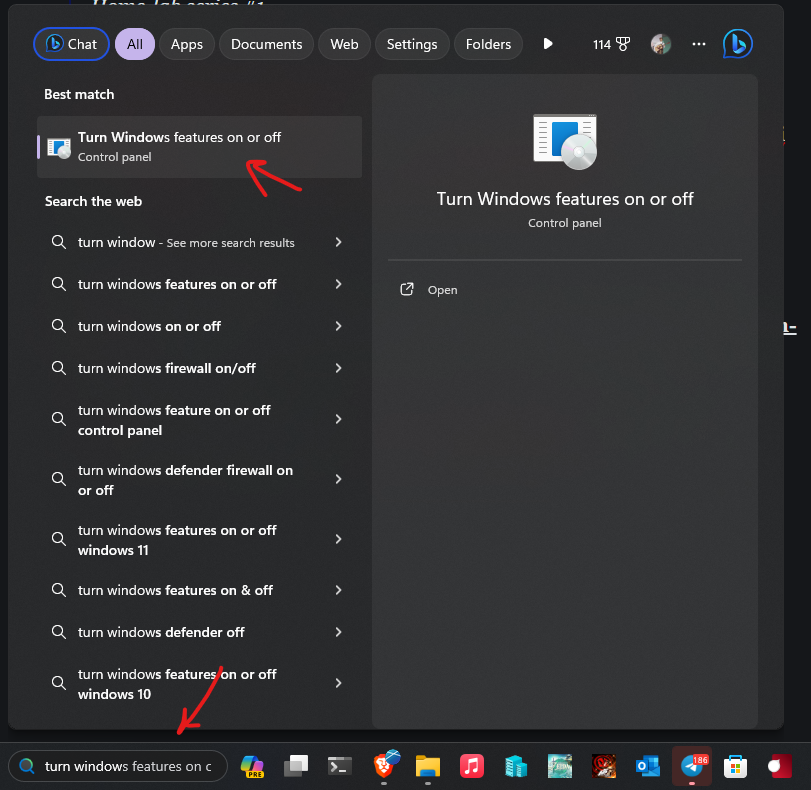 Home lab series #1
Chat
All
Apps
Documents
Web
Settings
Folders
114
Best match
Turn Windows features on or off
Control panel
Search the web
turn window - See more search results
turn windows features on or off
turn windows on or off
turn windows firewall on/off
turn windows feature on or off
control panel
turn windows defender firewall on
or off
turn windows features on or off
windows 11
turn windows features on & off
turn windows defender off
turn windows features on or off
windows 10
Turn Windows features on or off
Control panel
Open
turn windows features on
PRE
186